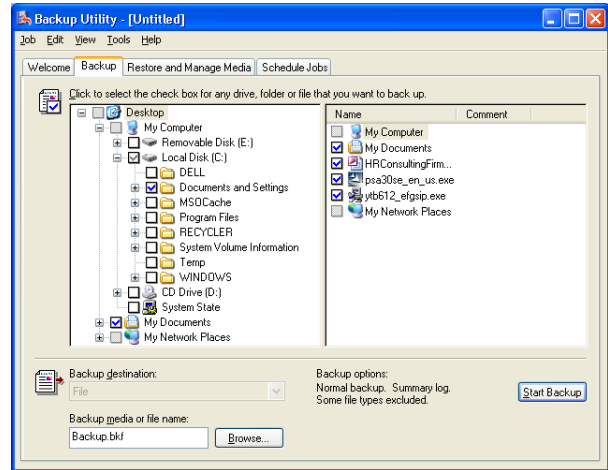 Backup Utility - [Untitled]
Job Edit View Tools Help
Welcome Backup Restore and Manage Media Schedule Jobs
Click to select the check box for any drive, folder or file that you want to back up.
Desktop
My Computer
Removable Disk (E:)
Local Disk (C:)
DELL
Documents and Settings
MSOCache
Program Files
RECYCLER
System Volume Information
Temp
WINDOWS
CD Drive (D:)
System State
My Documents
My Network Places
Name Comment
My Computer
My Documents
HRConsultingFirm...
psa30se_en_us.exe
ytb612_efgsip.exe
My Network Places
Backup destination:
File
Backup media or file name:
Backup.bkf
Browse...
Backup options:
Normal backup. Summary log.
Some file types excluded.
Start Backup